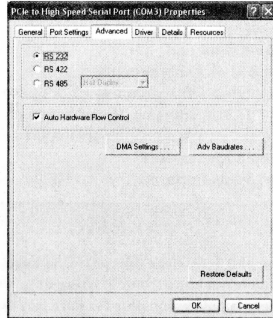 PCIe to High Speed Serial Port (COM3) Properties
General Port Settings Advanced Driver Details Resources
RS 232
RS 422
RS 485
Auto Hardware Flow Control
DMA Settings . . . Adv Baudrates . . .
Restore Defaults
OK Cancel